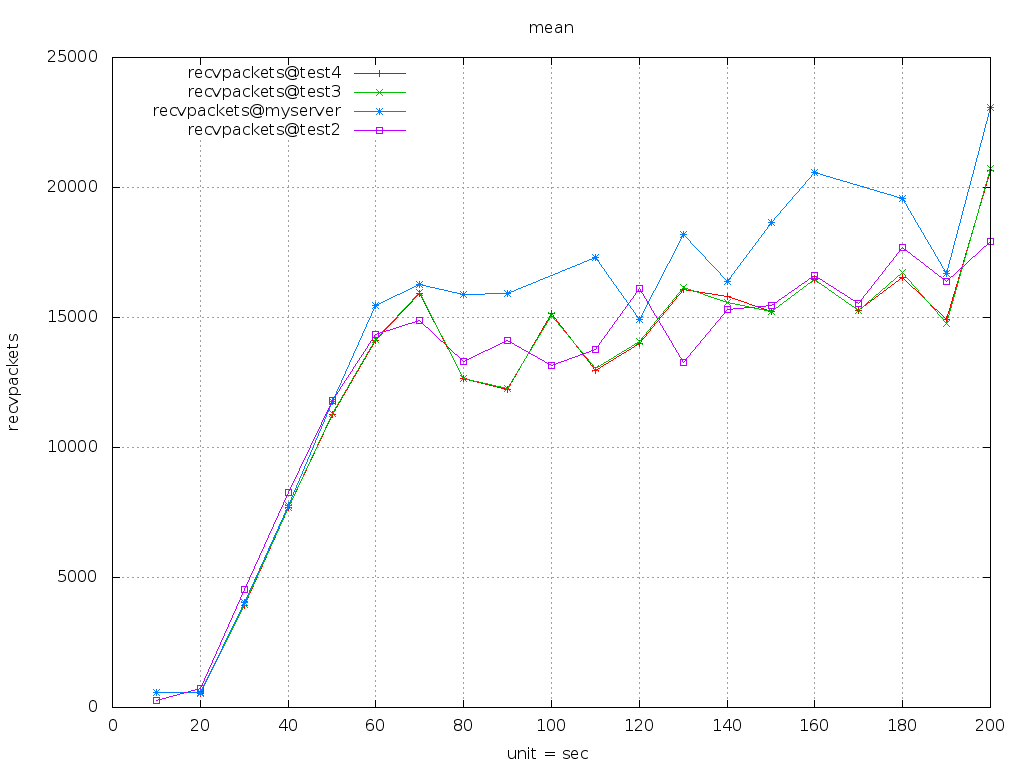 mean
25000
20000
15000
10000
5000
0
recvpackets@test4
recvpackets@test3
recvpackets@myserver
recvpackets@test2
recvpackets
0 20 40 60 80 100 120 140 160 180 200
unit = sec